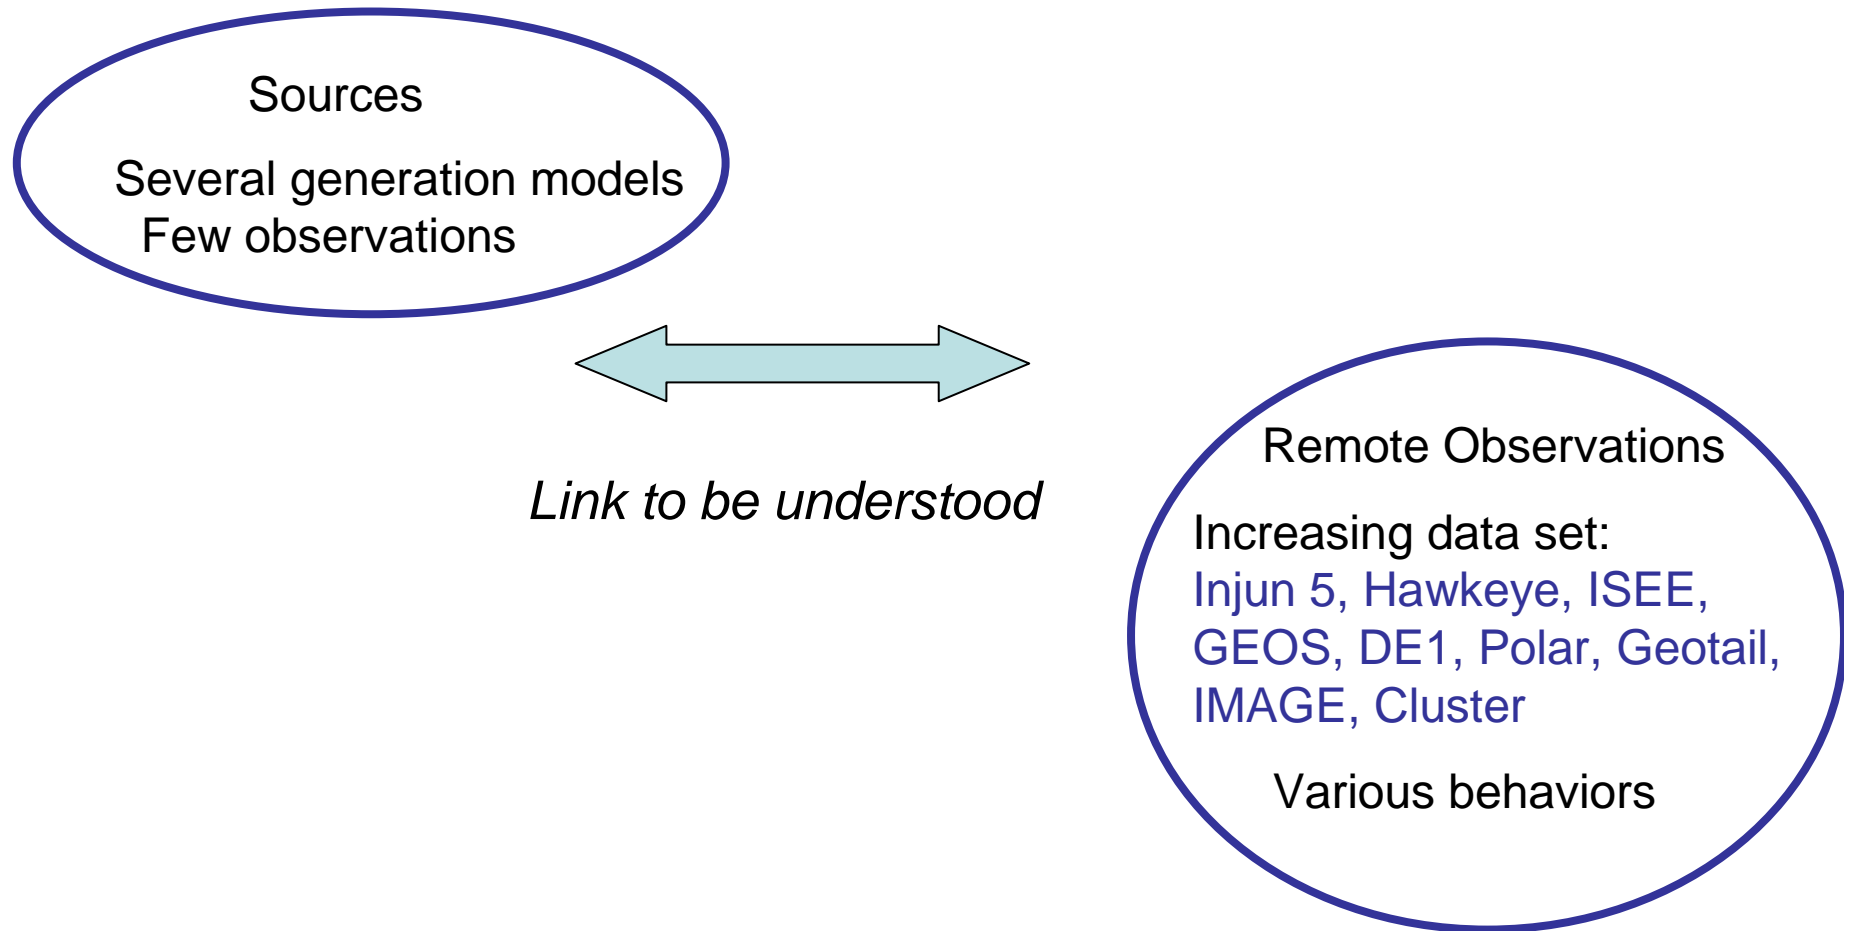 Sources
Several generation models
Few observations
Link to be understood
Remote Observations
Increasing data set:
Injun 5, Hawkeye, ISEE,
GEOS, DE1, Polar, Geotail,
IMAGE, Cluster
Various behaviors